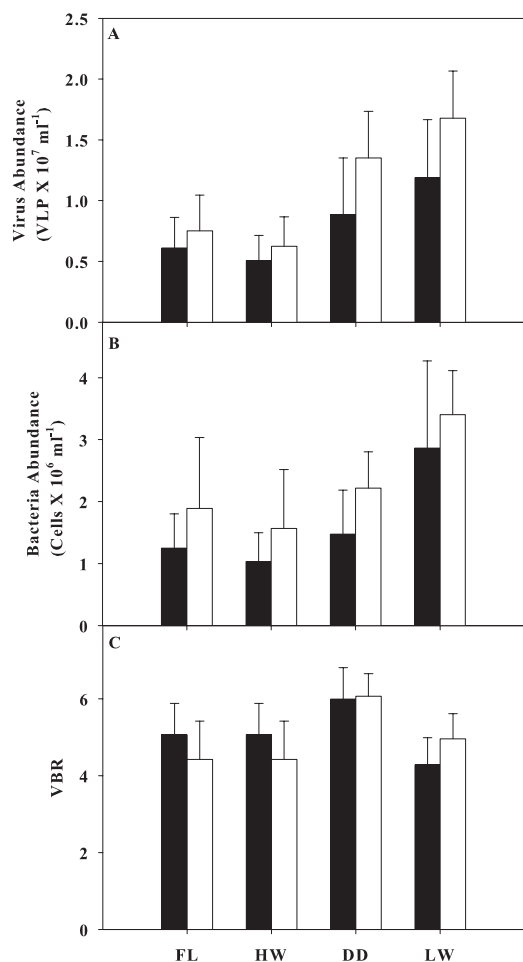 A
2.5
2.0
1.5
1.0
0.5
0.0
Virus Abundance
(VLP X 10⁷ ml⁻¹)
B
4
3
2
1
0
Bacteria Abundance
(Cells X 10⁶ ml⁻¹)
C
6
4
2
0
VBR
FL HW DD LW